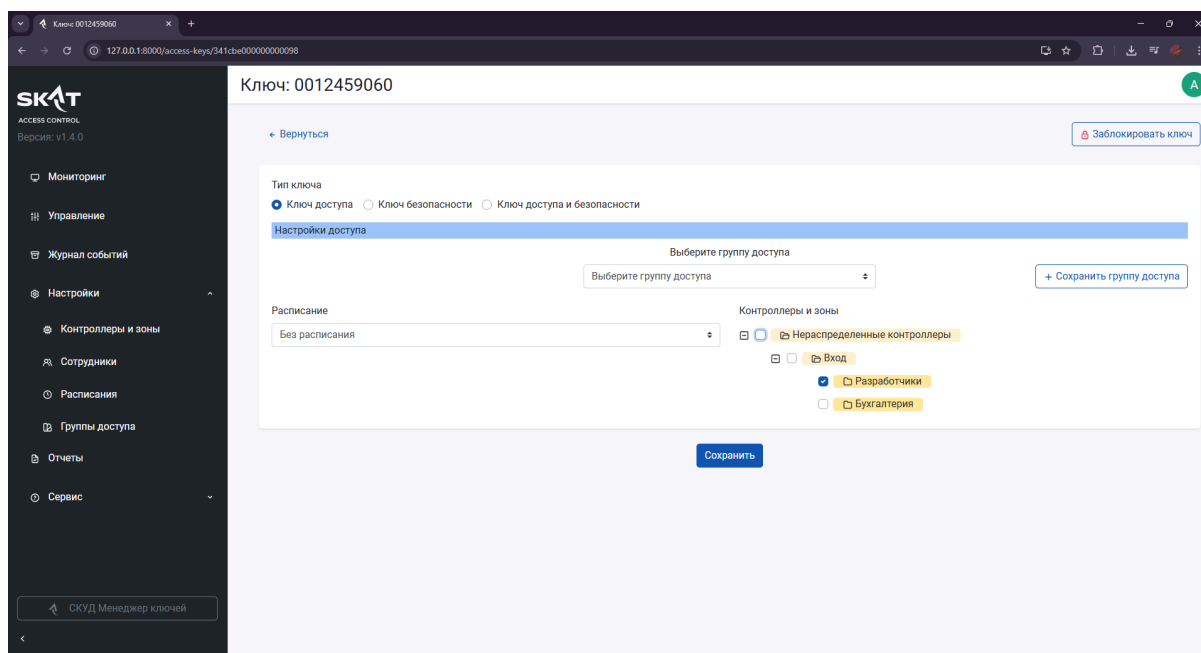 Ключ: 0012459060
127.0.0.1:8000/access-keys/341cbe000000000098
SKAT
ACCESS CONTROL
Версия: v1.4.0
Мониторинг
Управление
Журнал событий
Настройки
Контроллеры и зоны
Сотрудники
Расписания
Группы доступа
Отчеты
Сервис
СКУД Менеджер ключей
Ключ: 0012459060
A
Вернуться
Заблокировать ключ
Тип ключа
Ключ доступа Ключ безопасности Ключ доступа и безопасности
Настройки доступа
Выберите группу доступа
Выберите группу доступа
+ Сохранить группу доступа
Расписание
Без расписания
Контроллеры и зоны
Нераспределенные контроллеры
Вход
Разработчики
Бухгалтерия
Сохранить